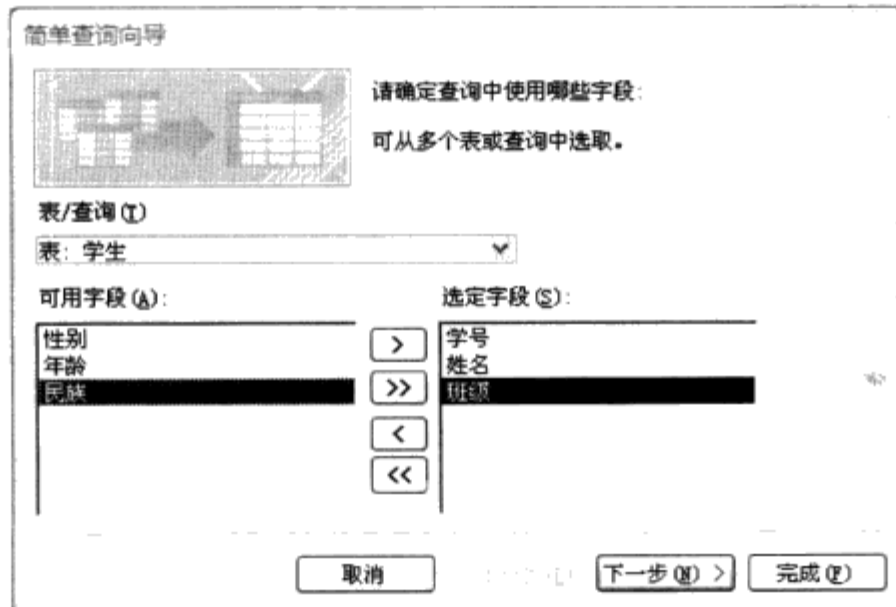 简单查询向导
请确定查询中使用哪些字段:
可从多个表或查询中选取。
表/查询(T)
表: 学生
可用字段(A):
选定字段(S):
性别
年龄
民族
>
>>
<
<<
学号
姓名
班级
取消
下一步(N) >
完成(F)